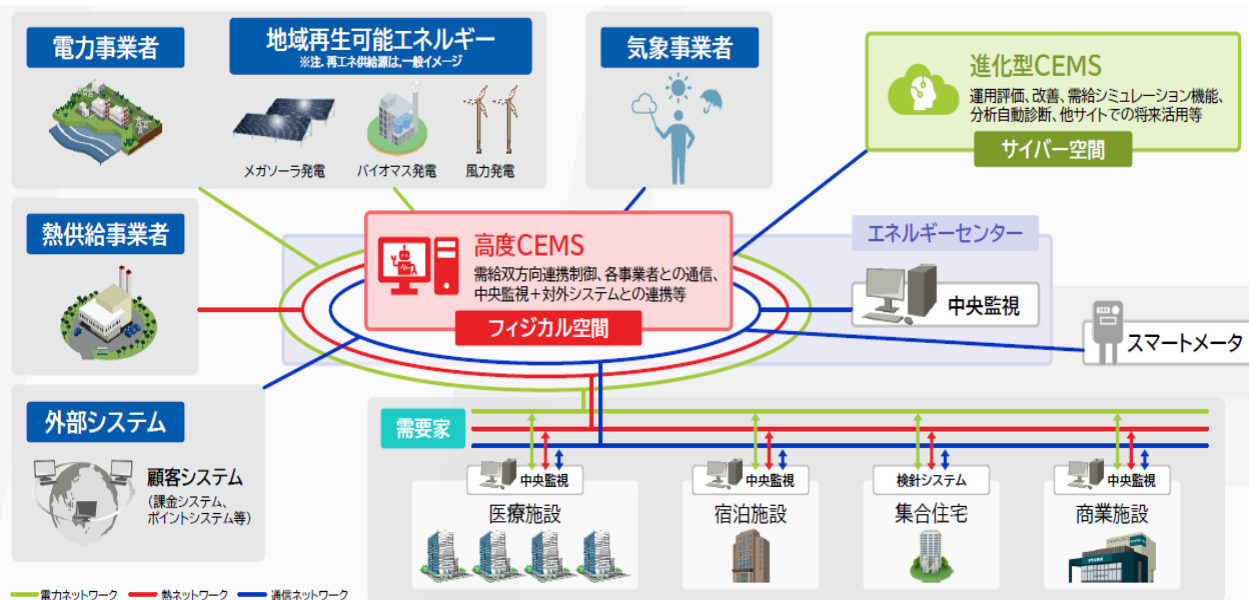 電力事業者
地域再生可能エネルギー
※注. 再エネ供給源は、一般イメージ
メガソーラ発電
バイオマス発電
風力発電
気象事業者
進化型CEMS
運用評価、改善、需給シミュレーション機能、
分析自動診断、他サイトでの将来活用等
サイバー空間
熱供給事業者
高度CEMS
需給双方向連携制御、各事業者との通信、
中央監視+対外システムとの連携等
フィジカル空間
エネルギーセンター
中央監視
スマートメータ
外部システム
顧客システム
(課金システム、
ポイントシステム等)
需要家
中央監視
医療施設
中央監視
宿泊施設
検針システム
集合住宅
中央監視
商業施設
電力ネットワーク
熱ネットワーク
通信ネットワーク